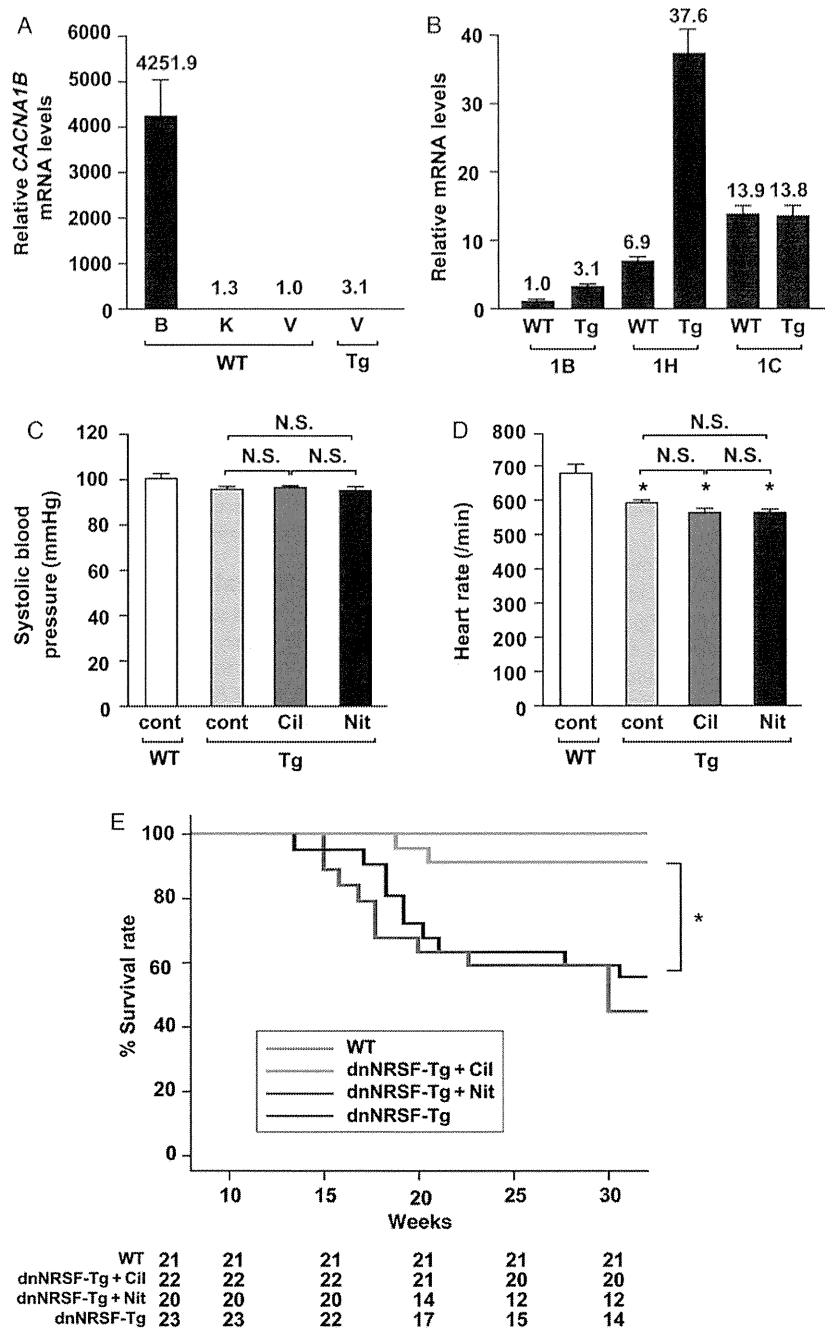 A
Relative CACNA1B
mRNA levels
6000
5000
4000
3000
2000
1000
0
4251.9
1.3
1.0
3.1
B K V V
WT Tg
B
Relative mRNA levels
40
30
20
10
0
1.0
3.1
6.9
37.6
13.9
13.8
WT Tg WT Tg WT Tg
1B 1H 1C
C
Systolic blood
pressure (mmHg)
120
100
80
60
40
20
0
N.S.
N.S. N.S.
cont cont Cil Nit
WT Tg
D
Heart rate (/min)
800
700
600
500
400
300
200
100
0
N.S.
N.S. N.S.
* * *
cont cont Cil Nit
WT Tg
E
% Survival rate
100
80
60
40
20
0
*
WT
dnNRSF-Tg + Cil
dnNRSF-Tg + Nit
dnNRSF-Tg
10 15 20 25 30
Weeks
WT 21 21 21 21 21 21
dnNRSF-Tg + Cil 22 22 22 21 20 20
dnNRSF-Tg + Nit 20 20 20 14 12 12
dnNRSF-Tg 23 23 22 17 15 14